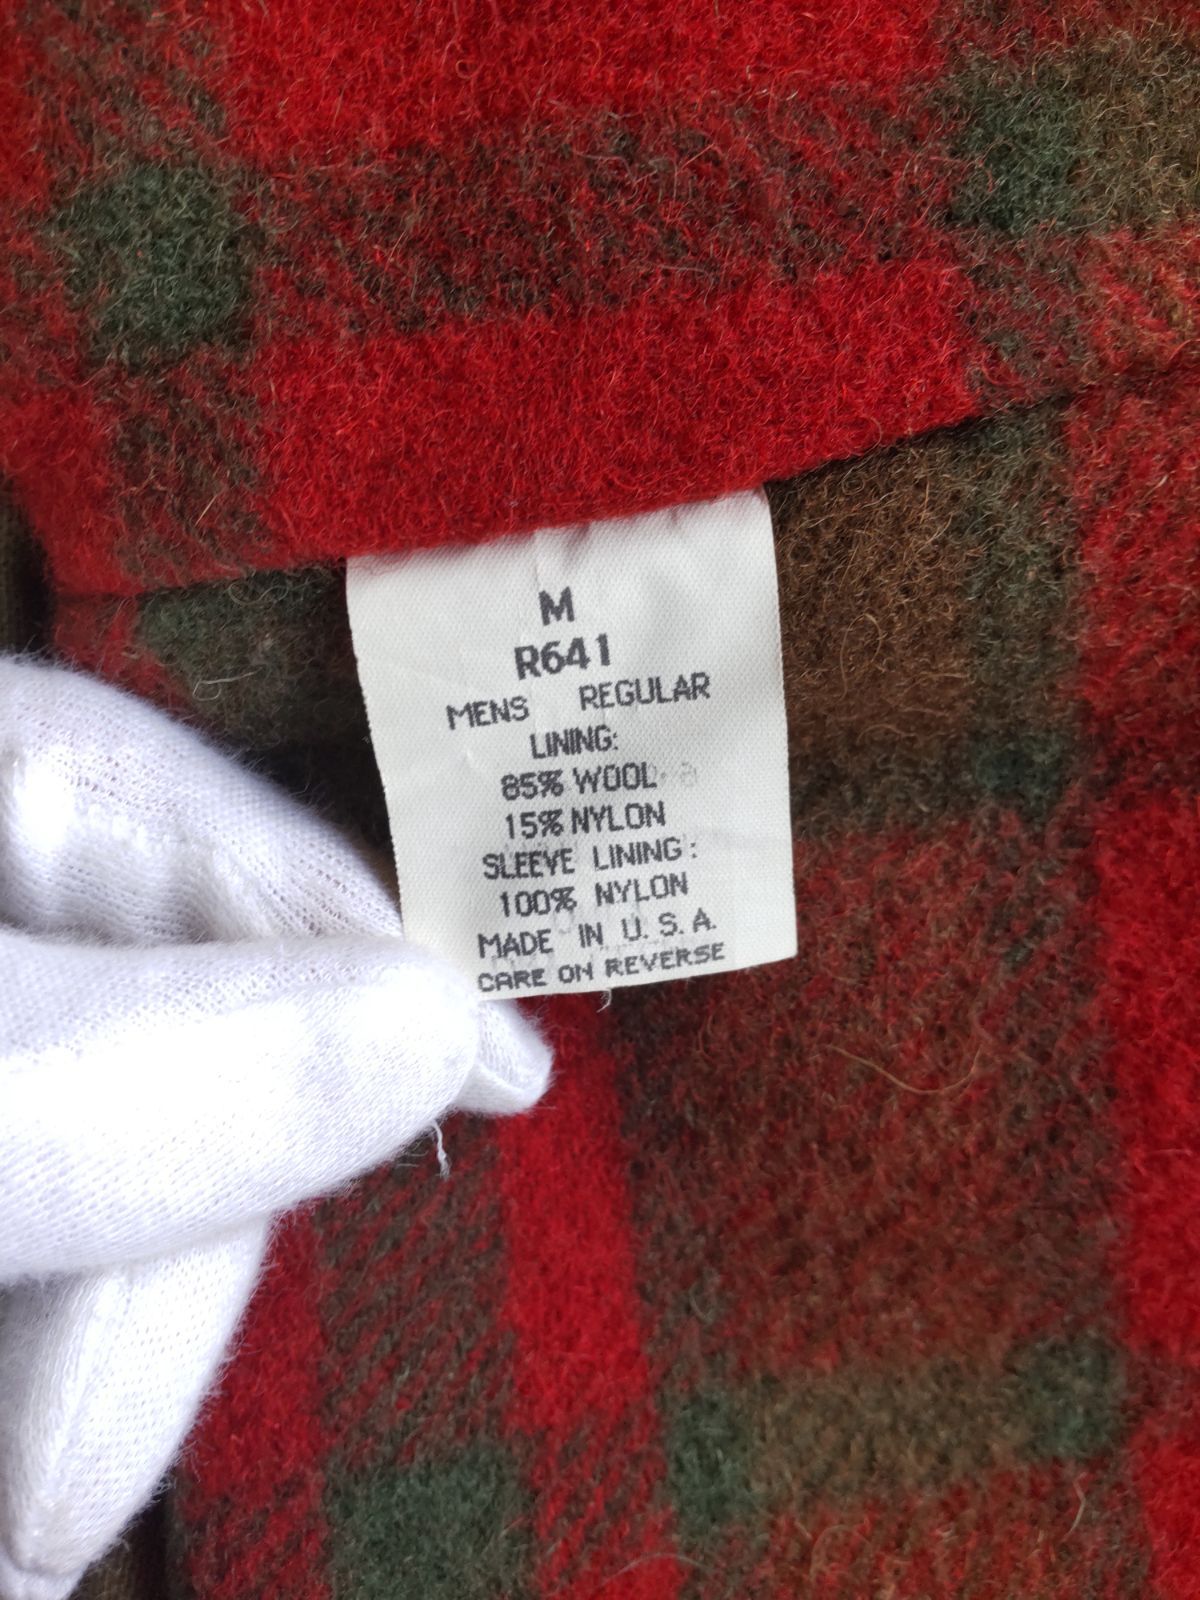 M
R641
MENS REGULAR
LINING:
85% WOOL
15% NYLON
SLEEVE LINING:
100% NYLON
MADE IN U.S.A.
CARE ON REVERSE